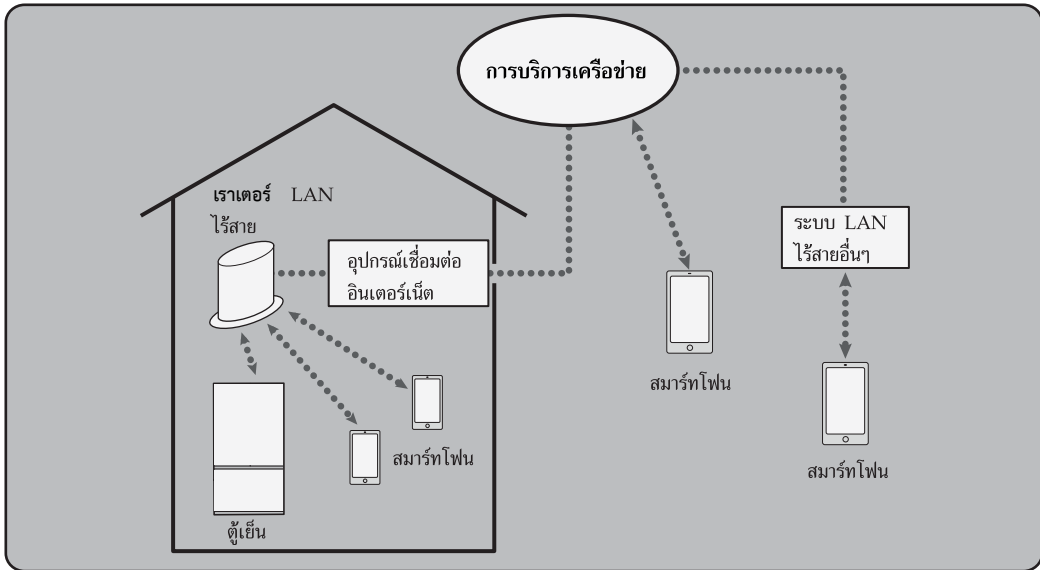 การบริการเครือข่าย
เราเตอร์ LAN
ไร้สาย
อุปกรณ์เชื่อมต่อ
อินเตอร์เน็ต
ระบบ LAN
ไร้สายอื่นๆ
สมาร์ทโฟน
สมาร์ทโฟน
สมาร์ทโฟน
ตู้เย็น